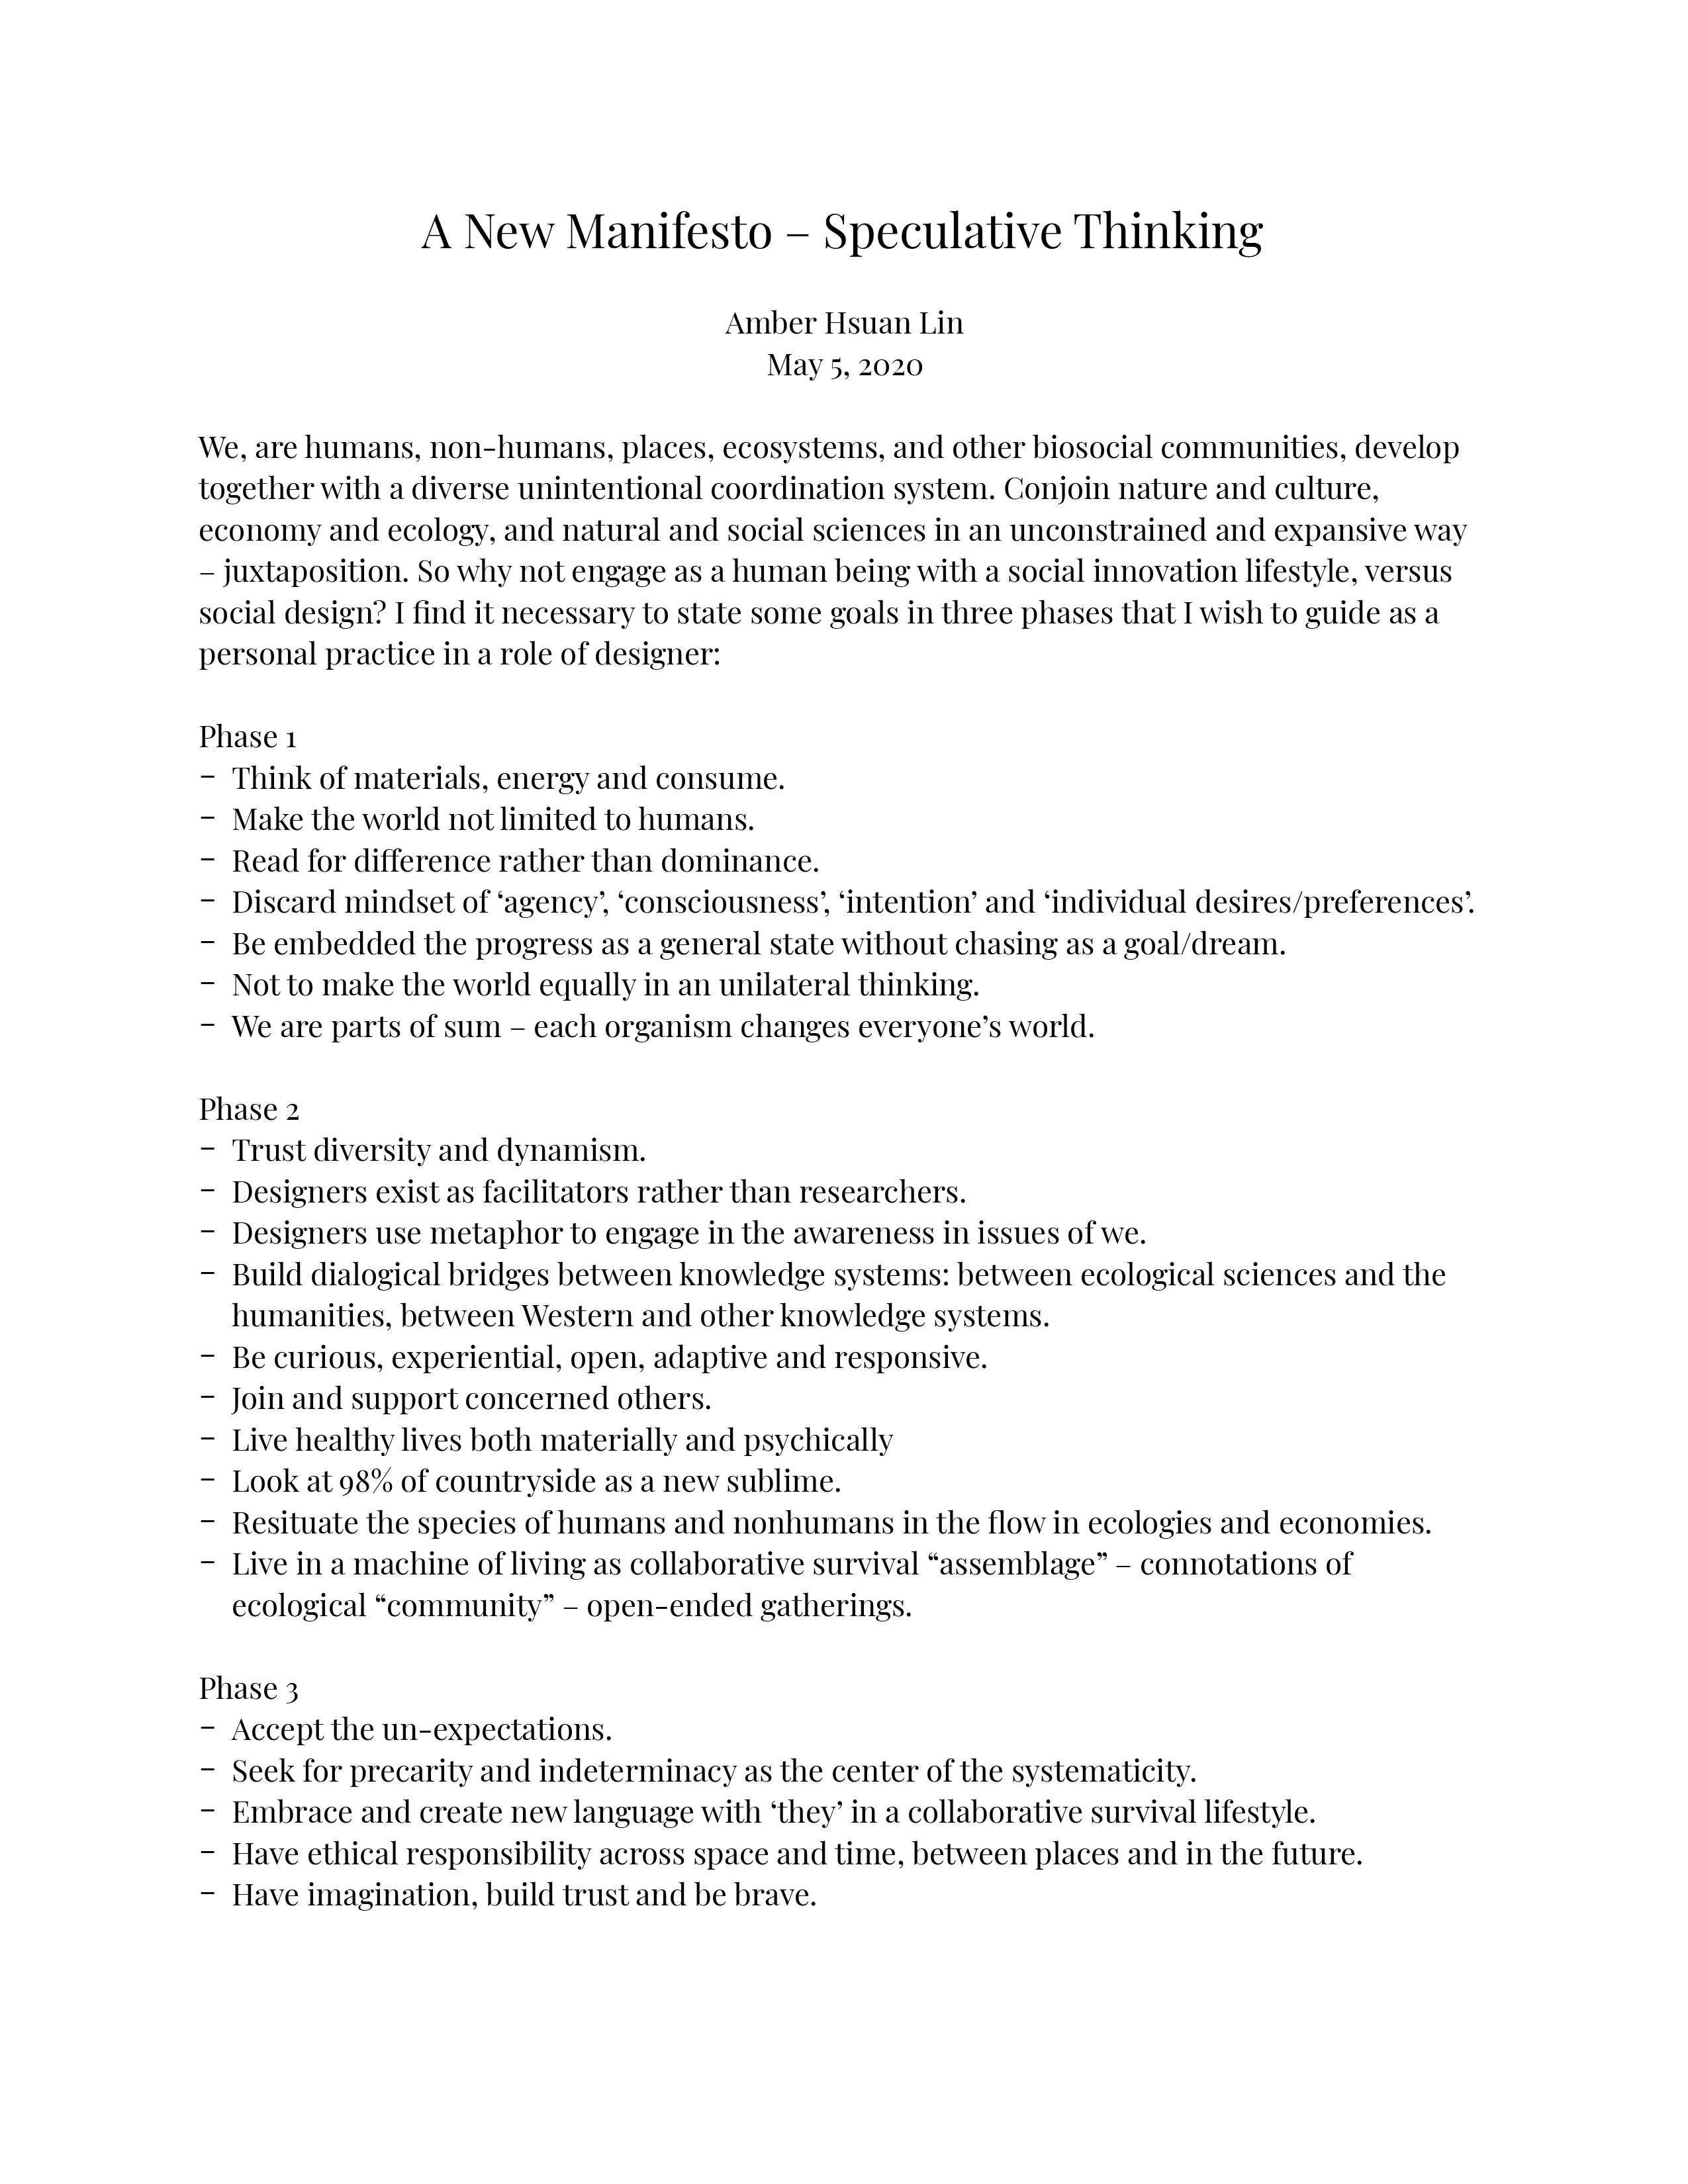 A New Manifesto – Speculative Thinking
Amber Hsuan Lin
May 5, 2020
We, are humans, non-humans, places, ecosystems, and other biosocial communities, develop
together with a diverse unintentional coordination system. Conjoin nature and culture,
economy and ecology, and natural and social sciences in an unconstrained and expansive way
– juxtaposition. So why not engage as a human being with a social innovation lifestyle, versus
social design? I find it necessary to state some goals in three phases that I wish to guide as a
personal practice in a role of designer:
Phase 1
– Think of materials, energy and consume.
– Make the world not limited to humans.
– Read for difference rather than dominance.
– Discard mindset of ‘agency’, ‘consciousness’, ‘intention’ and ‘individual desires/preferences’.
– Be embedded the progress as a general state without chasing as a goal/dream.
– Not to make the world equally in an unilateral thinking.
– We are parts of sum – each organism changes everyone’s world.
Phase 2
– Trust diversity and dynamism.
– Designers exist as facilitators rather than researchers.
– Designers use metaphor to engage in the awareness in issues of we.
– Build dialogical bridges between knowledge systems: between ecological sciences and the
humanities, between Western and other knowledge systems.
– Be curious, experiential, open, adaptive and responsive.
– Join and support concerned others.
– Live healthy lives both materially and psychically
– Look at 98% of countryside as a new sublime.
– Resituate the species of humans and nonhumans in the flow in ecologies and economies.
– Live in a machine of living as collaborative survival “assemblage” – connotations of
ecological “community” – open-ended gatherings.
Phase 3
– Accept the un-expectations.
– Seek for precarity and indeterminacy as the center of the systematicity.
– Embrace and create new language with ‘they’ in a collaborative survival lifestyle.
– Have ethical responsibility across space and time, between places and in the future.
– Have imagination, build trust and be brave.